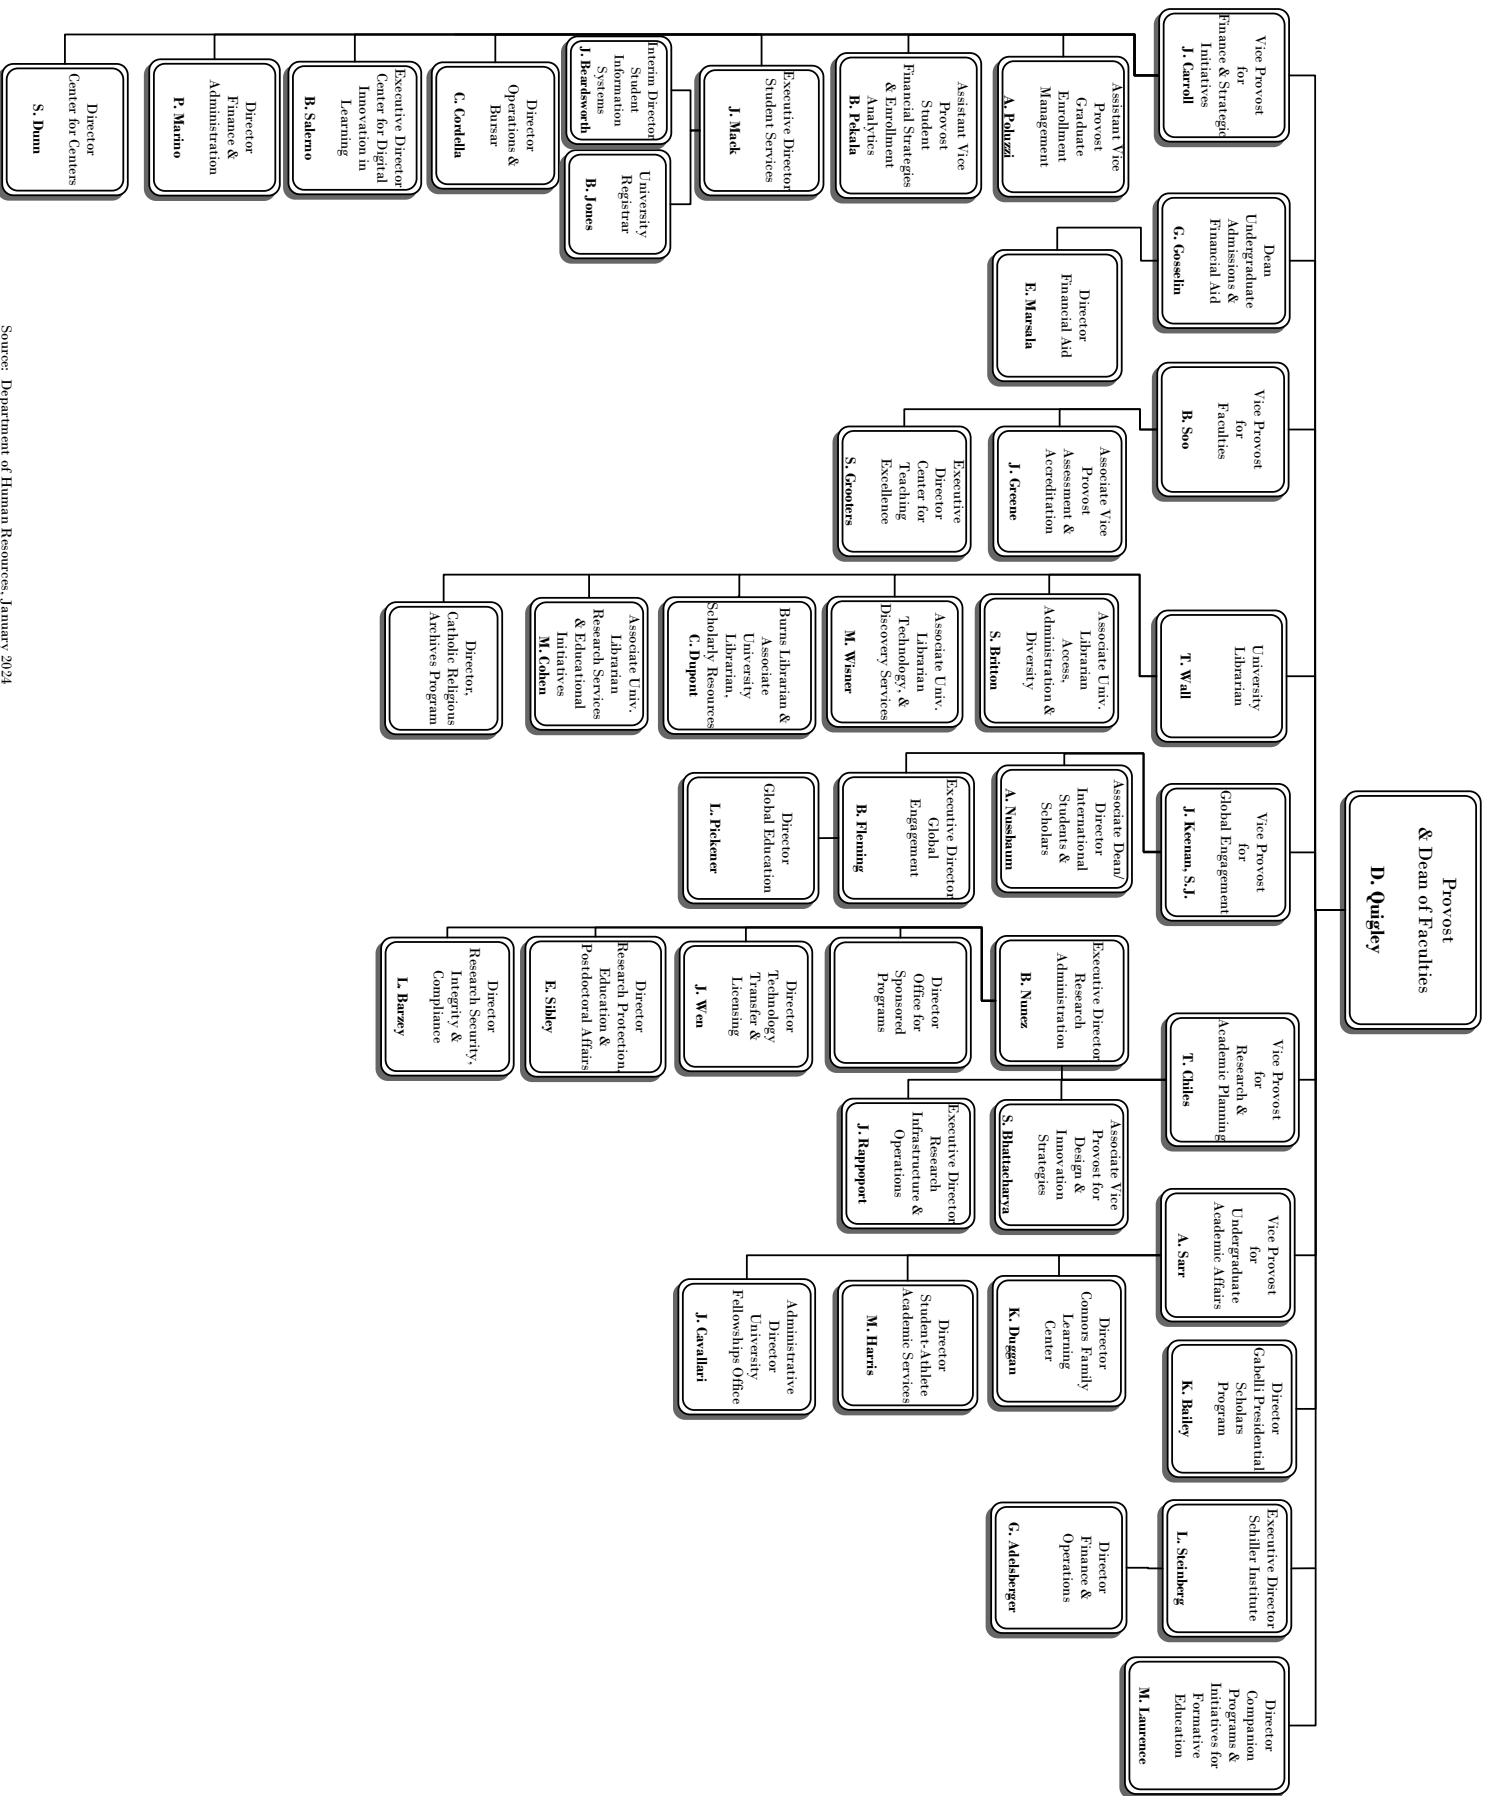 Provost
& Dean of Faculties
D. Quigley
Vice Provost
for
Finance & Strategic
Initiatives
J. Carroll
Assistant Vice
Provost
Graduate
Enrollment
Management
A. Poluzzi
Assistant Vice
Provost
Student
Financial Strategies
& Enrollment
Analytics
B. Pekala
Executive Director
Student Services
J. Mack
Interim Director
Student
Information
Systems
J. Beardsworth
University
Registrar
B. Jones
Director
Operations &
Bursar
C. Cordella
Executive Director
Center for Digital
Innovation in
Learning
B. Salerno
Director
Finance &
Administration
P. Marino
Director
Center for Centers
S. Dunn
Dean
Undergraduate
Admissions &
Financial Aid
G. Gosselin
Director
Financial Aid
E. Marsala
Vice Provost
for
Faculties
B. Soo
Associate Vice
Provost
Assessment &
Accreditation
J. Greene
Executive
Director
Center for
Teaching
Excellence
S. Grooters
University
Librarian
T. Wall
Associate Univ.
Librarian
Access,
Administration &
Diversity
S. Britton
Associate Univ.
Librarian
Technology, &
Discovery Services
M. Wisner
Burns Librarian &
Associate
University
Librarian,
Scholarly Resources
C. Dupont
Associate Univ.
Librarian
Research Services
& Educational
Initiatives
M. Cohen
Director,
Catholic Religious
Archives Program
Vice Provost
for
Global Engagement
J. Keenan, S.J.
Associate Dean/
Director
International
Students &
Scholars
A. Nussbaum
Executive Director
Global
Engagement
B. Fleming
Director
Global Education
L. Pickener
Vice Provost
for
Research &
Academic Planning
T. Chiles
Executive Director
Research
Administration
B. Nunez
Director
Office for
Sponsored
Programs
Director
Technology
Transfer &
Licensing
J. Wen
Director
Research Protection,
Education &
Postdoctoral Affairs
E. Sibley
Director
Research Security,
Integrity &
Compliance
L. Barzey
Associate Vice
Provost for
Design &
Innovation
Strategies
S. Bhattacharya
Executive Director
Research
Infrastructure &
Operations
J. Rappoport
Vice Provost
for
Undergraduate
Academic Affairs
A. Sarr
Director
Connors Family
Learning
Center
K. Duggan
Director
Student-Athlete
Academic Services
M. Harris
Administrative
Director
University
Fellowships Office
J. Cavallari
Director
Gabelli Presidential
Scholars
Program
K. Bailey
Executive Director
Schiller Institute
L. Steinberg
Director
Finance &
Operations
G. Adelsberger
Director
Companion
Programs &
Initiatives for
Formative
Education
M. Laurence
Source: Department of Human Resources, January 2024